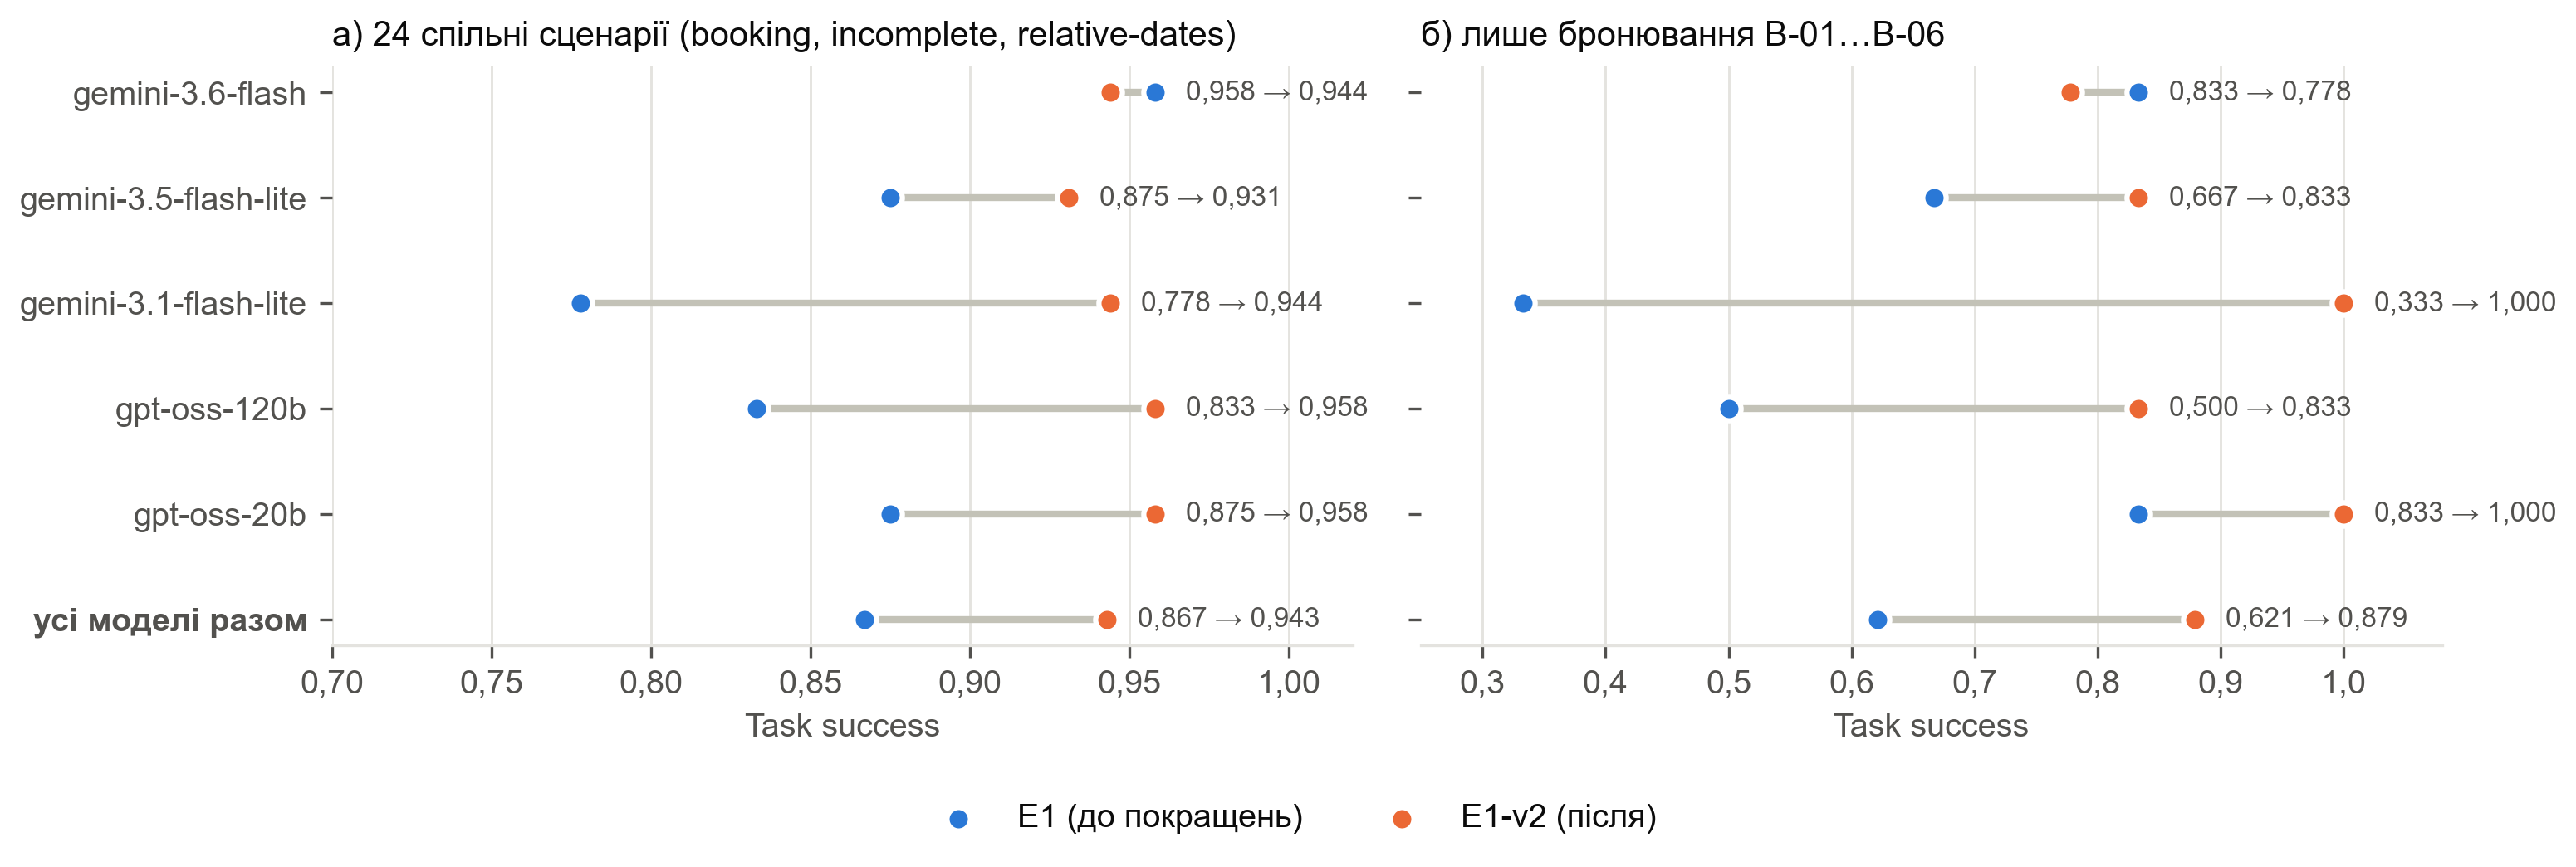 а) 24 спільні сценарії (booking, incomplete, relative-dates)
gemini-3.6-flash
0,958 → 0,944
gemini-3.5-flash-lite
0,875 → 0,931
gemini-3.1-flash-lite
0,778 → 0,944
gpt-oss-120b
0,833 → 0,958
gpt-oss-20b
0,875 → 0,958
усі моделі разом
0,867 → 0,943
0,70 0,75 0,80 0,85 0,90 0,95 1,00
Task success
б) лише бронювання B-01…B-06
0,833 → 0,778
0,667 → 0,833
0,333 → 1,000
0,500 → 0,833
0,833 → 1,000
0,621 → 0,879
0,3 0,4 0,5 0,6 0,7 0,8 0,9 1,0
Task success
E1 (до покращень) E1-v2 (після)